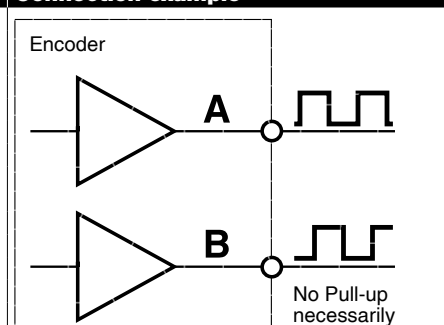 Connection example
Encoder
A
B
No Pull-up
necessarily